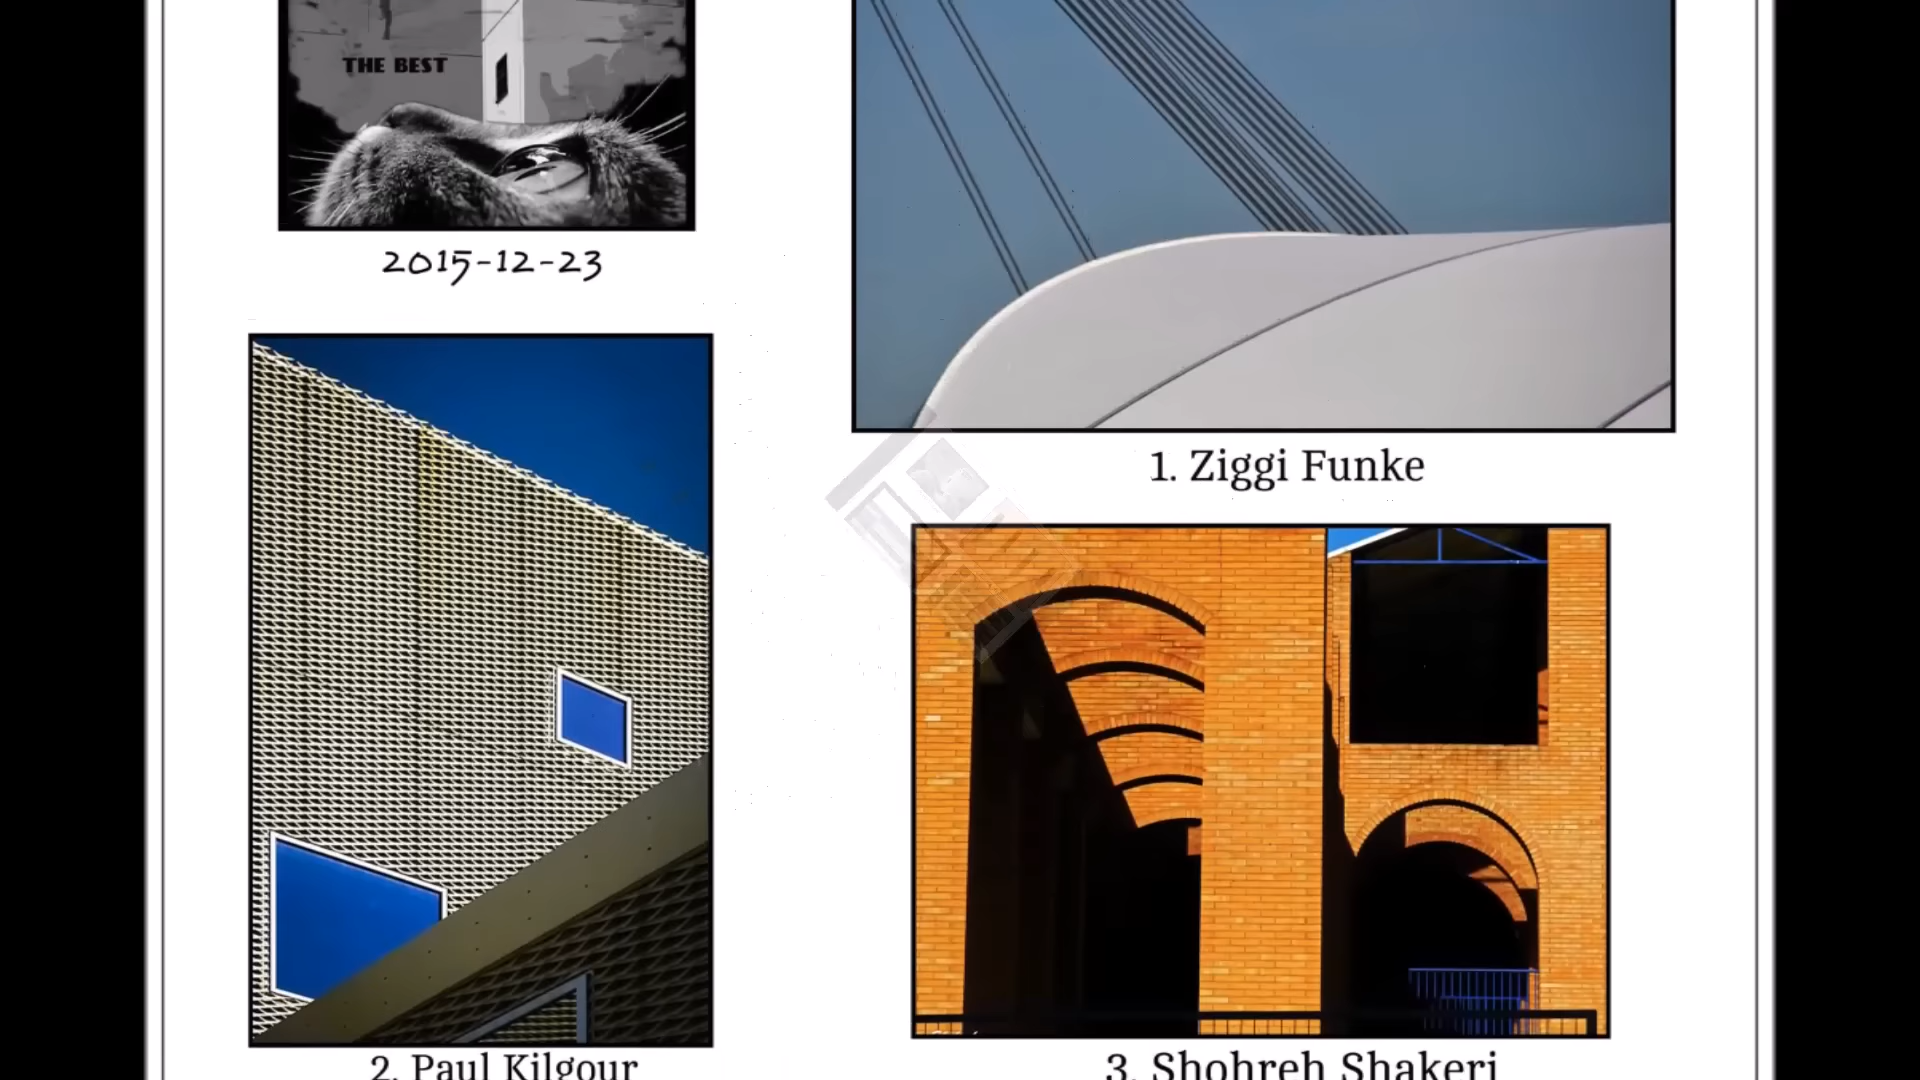 THE BEST
2015-12-23
1. Ziggi Funke
2. Paul Kilgour
3. Shohreh Shakeri